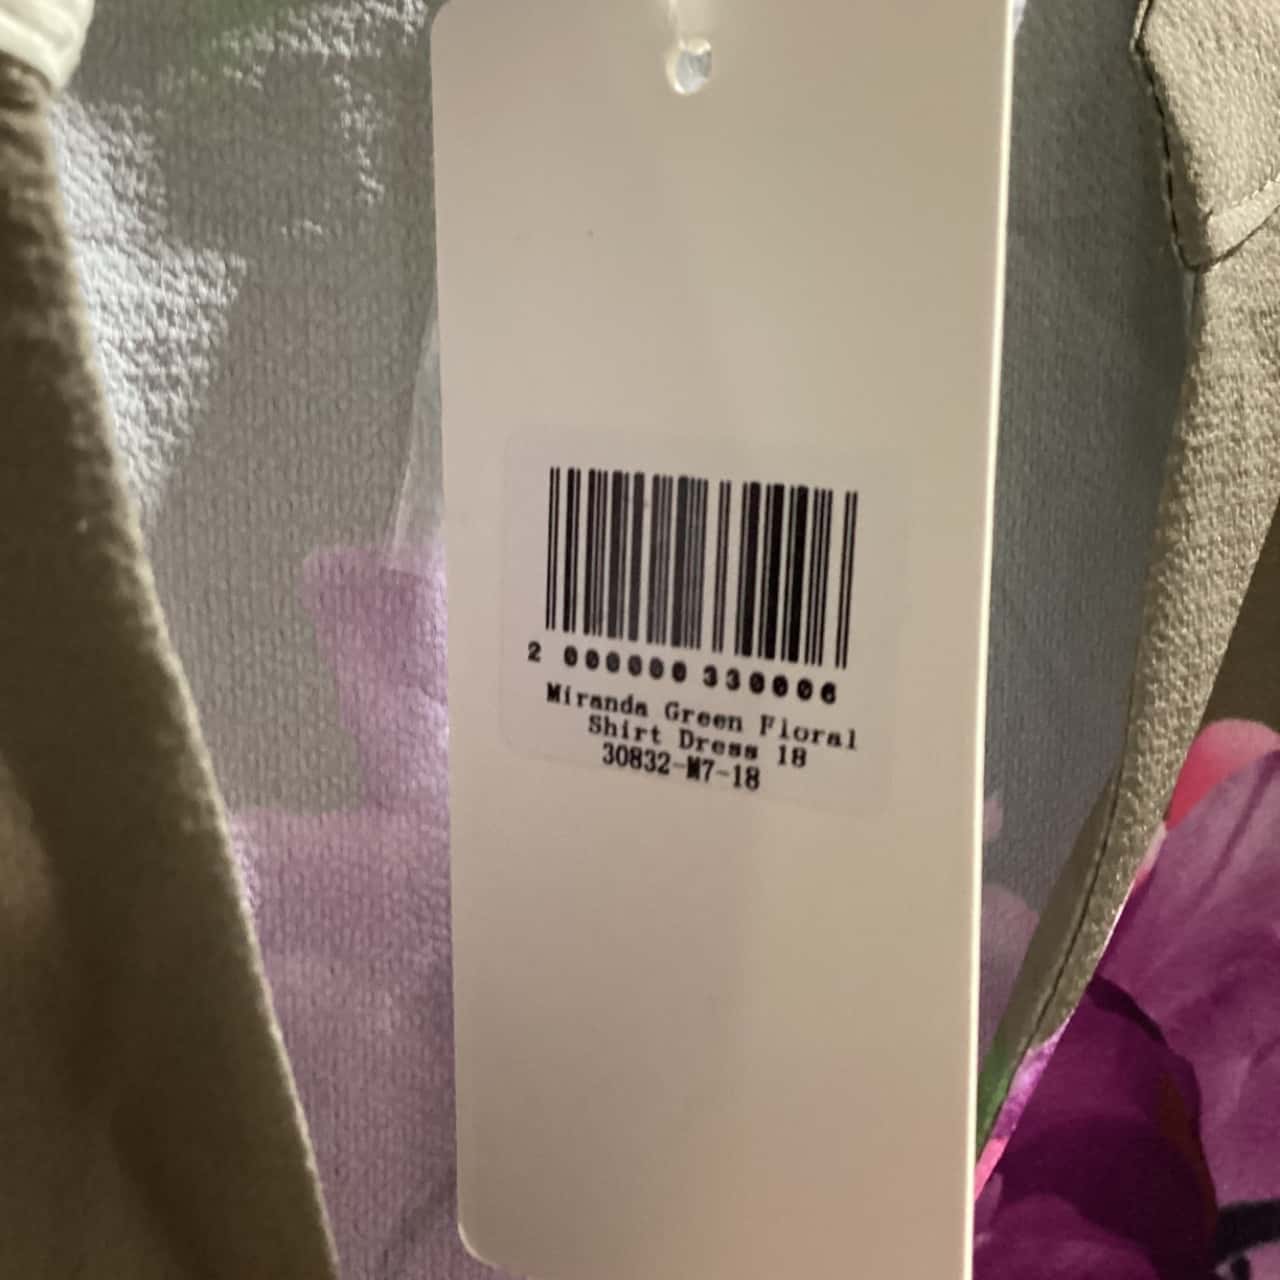 2 000000 330006
Miranda Green Floral
Shirt Dress 18
30832-M7-18